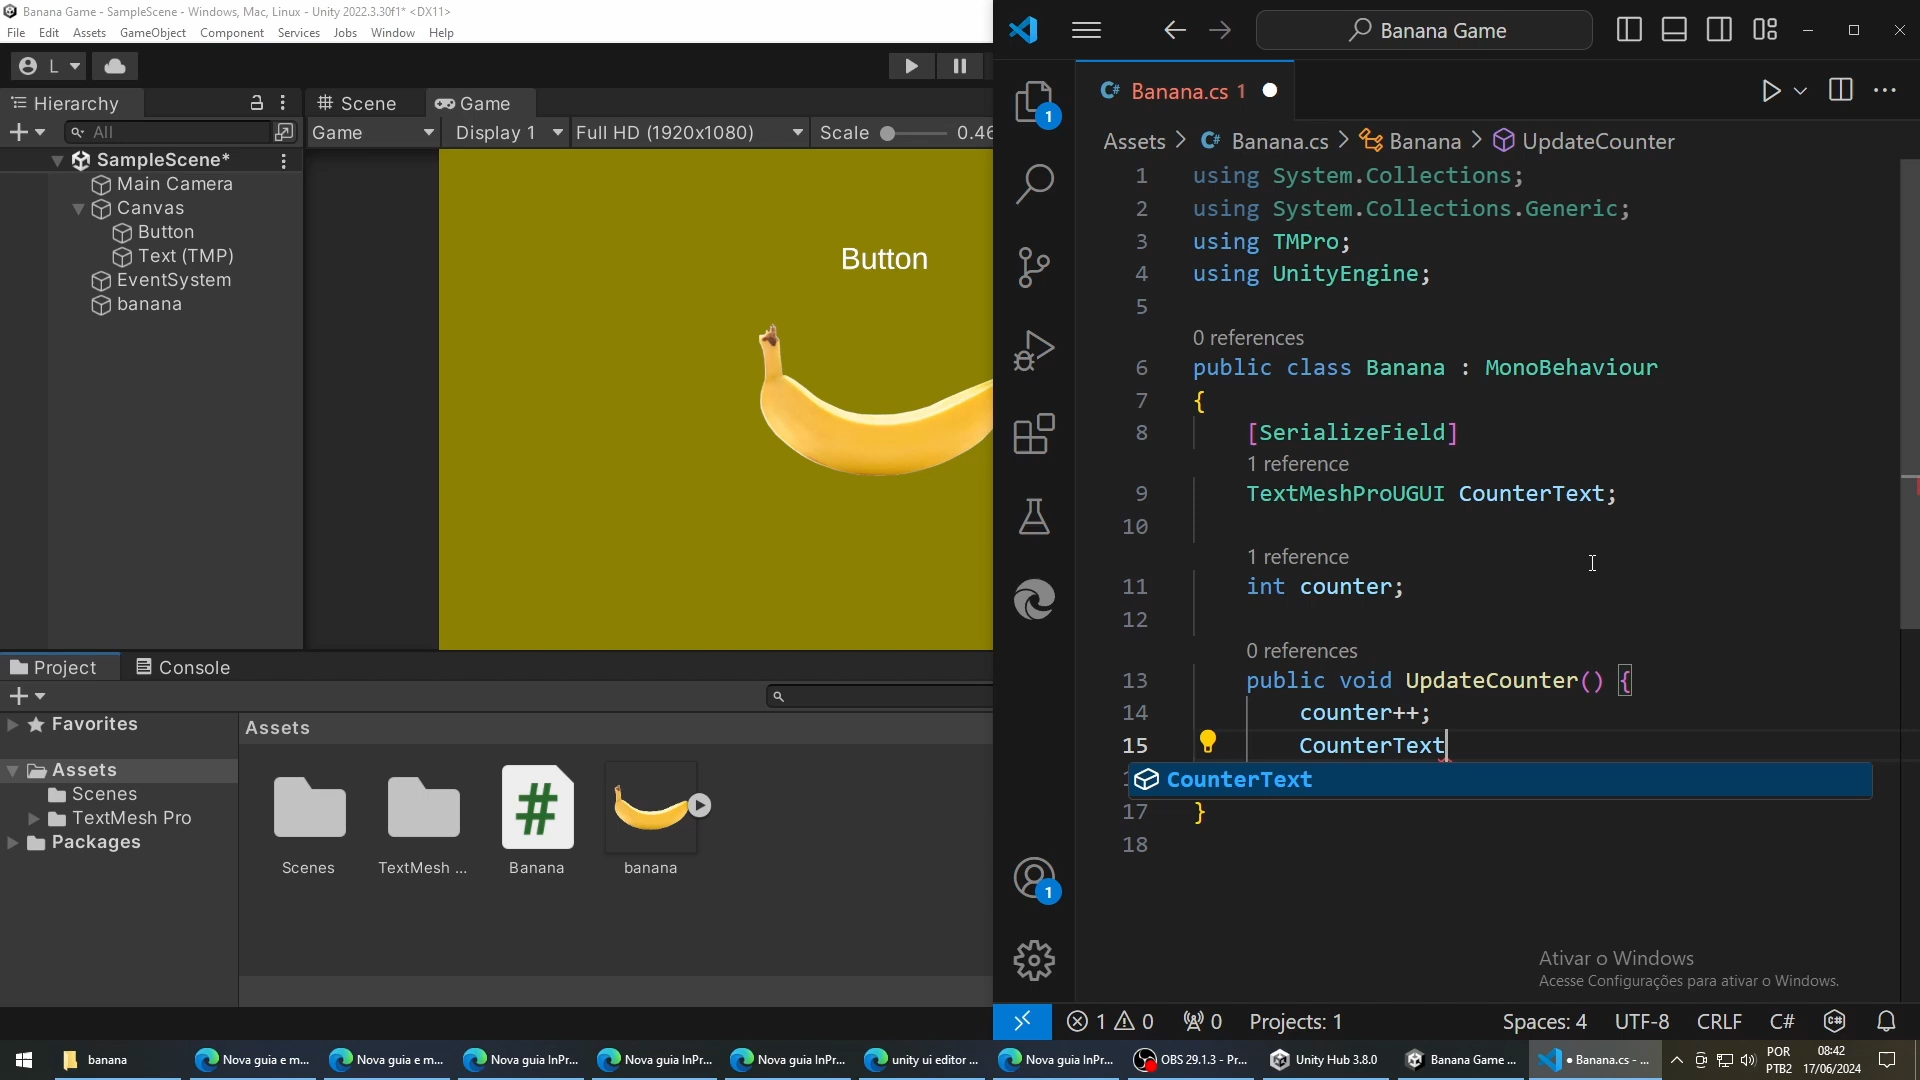 Banana Game - SampleScene - Windows, Mac, Linux - Unity 2022.3.30f1* <DX11>
File Edit Assets GameObject Component Services Jobs Window Help
L
Hierarchy
All
SampleScene*
Main Camera
Canvas
Button
Text (TMP)
EventSystem
banana
# Scene
Game
Game
Display 1
Full HD (1920x1080)
Scale
0.46
Button
Project
Console
Favorites
Assets
Scenes
TextMesh Pro
Packages
Assets
Scenes
TextMesh ...
Banana
banana
Banana Game
1
C# Banana.cs 1
Assets > C# Banana.cs > Banana > UpdateCounter
1 using System.Collections;
2 using System.Collections.Generic;
3 using TMPro;
4 using UnityEngine;
5
0 references
6 public class Banana : MonoBehaviour
7 {
8 [SerializeField]
1 reference
9 TextMeshProUGUI CounterText;
10
1 reference
11 int counter;
12
0 references
13 public void UpdateCounter() {
14 counter++;
15 CounterText
CounterText
17 }
18
1
Ativar o Windows
Acesse Configurações para ativar o Windows.
1 0 0 Projects: 1 Spaces: 4 UTF-8 CRLF C#
banana
Nova guia e m...
Nova guia e m...
Nova guia InPr...
Nova guia InPr...
Nova guia InPr...
unity ui editor ...
Nova guia InPr...
OBS 29.1.3 - Pr...
Unity Hub 3.8.0
Banana Game ...
● Banana.cs - ...
POR
PTB2
08:42
17/06/2024